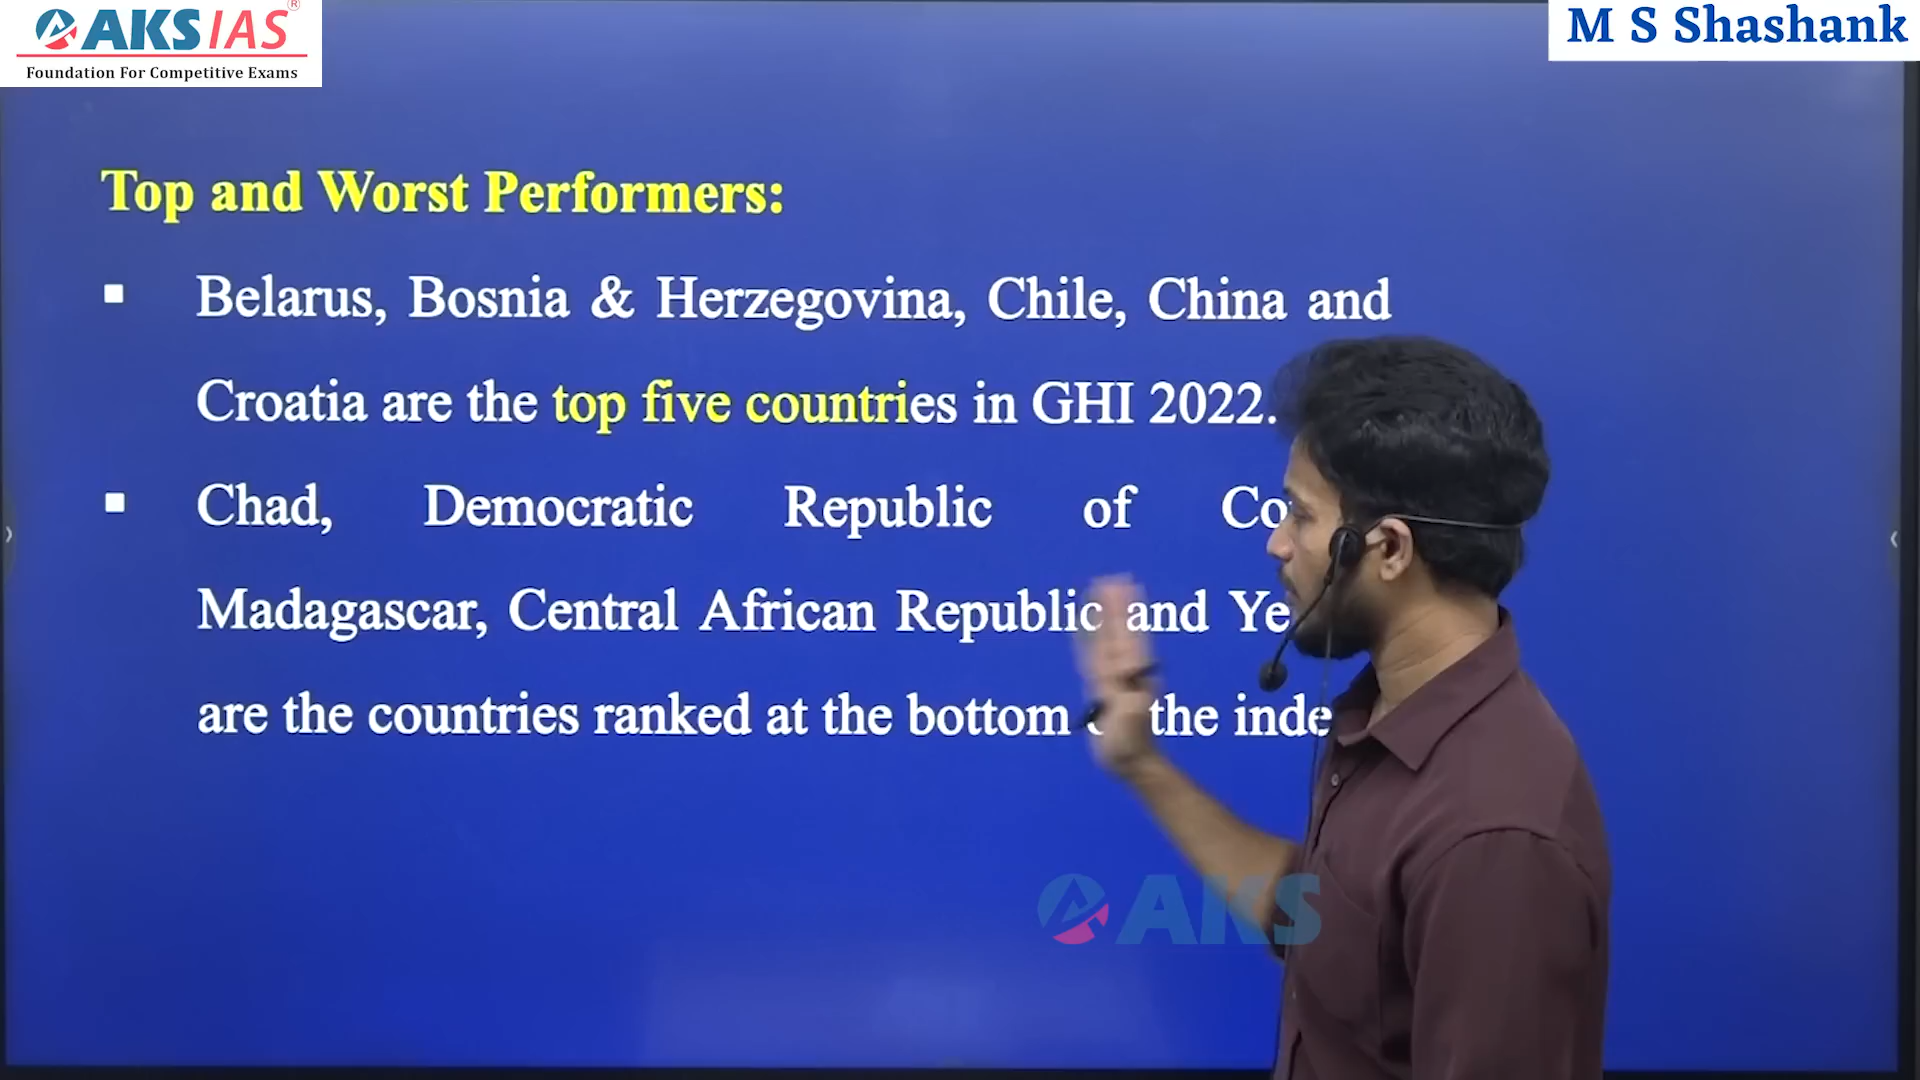 AKS IAS®
Foundation For Competitive Exams
M S Shashank
Top and Worst Performers:
▪ Belarus, Bosnia & Herzegovina, Chile, China and
Croatia are the top five countries in GHI 2022.
▪ Chad, Democratic Republic of
Madagascar, Central African Republic and
are the countries ranked at the bottom the
AKS